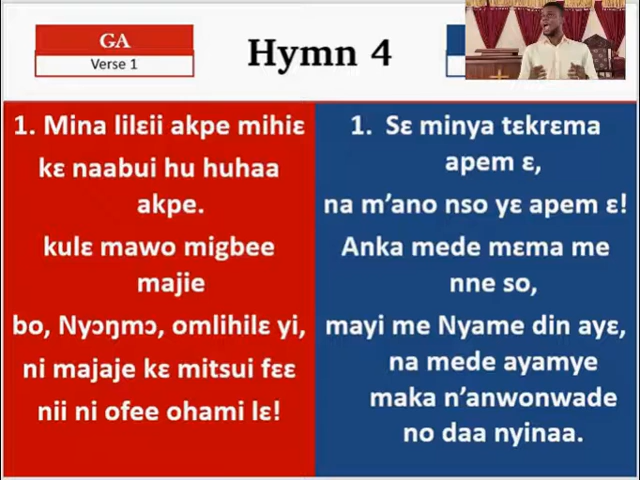 GA
Verse 1
Hymn 4
1. Mina lilɛii akpe mihiɛ
kɛ naabui hu huhaa
akpe.
kulɛ mawo migbee
majie
bo, Nyɔŋmɔ, omlihilɛ yi,
ni majaje kɛ mitsui fɛɛ
nii ni ofee ohami lɛ!
1. Sɛ minya tɛkrɛma
apem ɛ,
na m’ano nso yɛ apem ɛ!
Anka mede mɛma me
nne so,
mayi me Nyame din ayɛ,
na mede ayamye
maka n’anwonwade
no daa nyinaa.